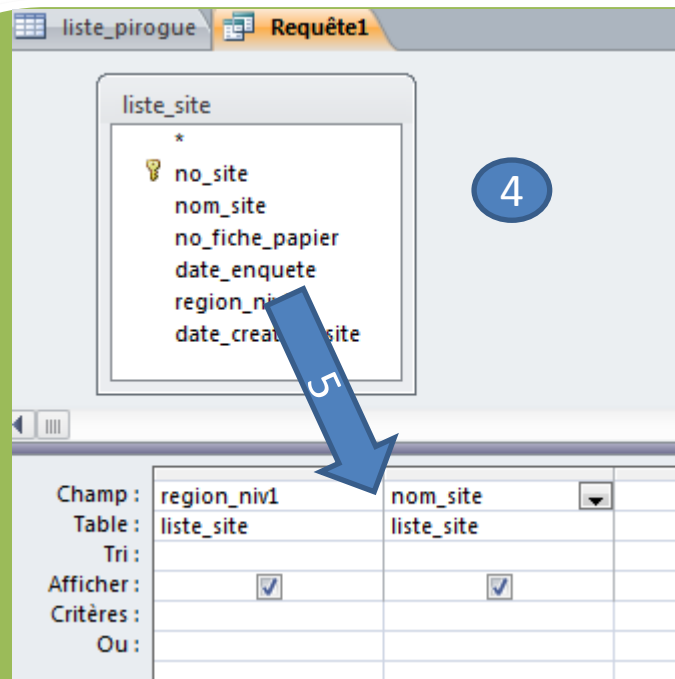 liste_pirogue Requête1
liste_site
*
no_site
nom_site
no_fiche_papier
date_enquete
4
5
Champ : region_niv1 nom_site
Table : liste_site liste_site
Tri :
Afficher :
Critères :
Ou :